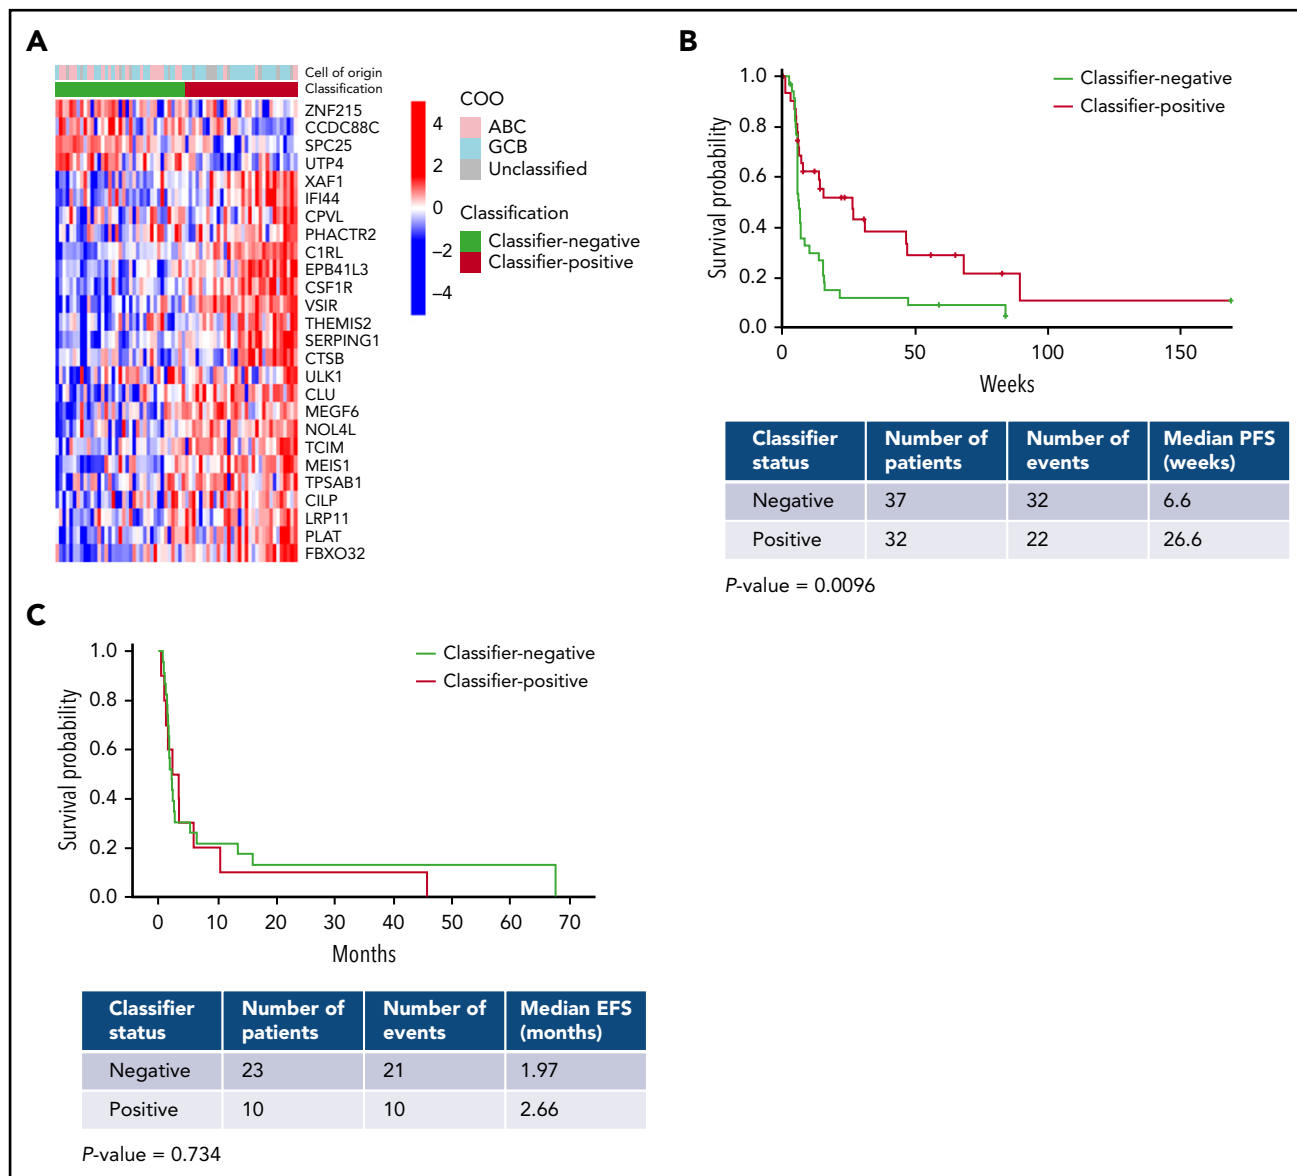 A
Cell of origin
Classification
ZNF215
CCDC88C
SPC25
UTP4
XAF1
IFI44
CPVL
PHACTR2
C1RL
EPB41L3
CSF1R
VSIR
THEMIS2
SERPING1
CTSB
ULK1
CLU
MEGF6
NOL4L
TCIM
MEIS1
TPSAB1
CILP
LRP11
PLAT
FBXO32
4
2
0
–2
–4
COO
ABC
GCB
Unclassified
Classification
Classifier-negative
Classifier-positive
B
Survival probability
1.0
0.8
0.6
0.4
0.2
0.0
0 50 100 150
Weeks
Classifier-negative
Classifier-positive
Classifier status Number of patients Number of events Median PFS (weeks)
Negative 37 32 6.6
Positive 32 22 26.6
P-value = 0.0096
C
Survival probability
1.0
0.8
0.6
0.4
0.2
0.0
0 10 20 30 40 50 60 70
Months
Classifier-negative
Classifier-positive
Classifier status Number of patients Number of events Median EFS (months)
Negative 23 21 1.97
Positive 10 10 2.66
P-value = 0.734